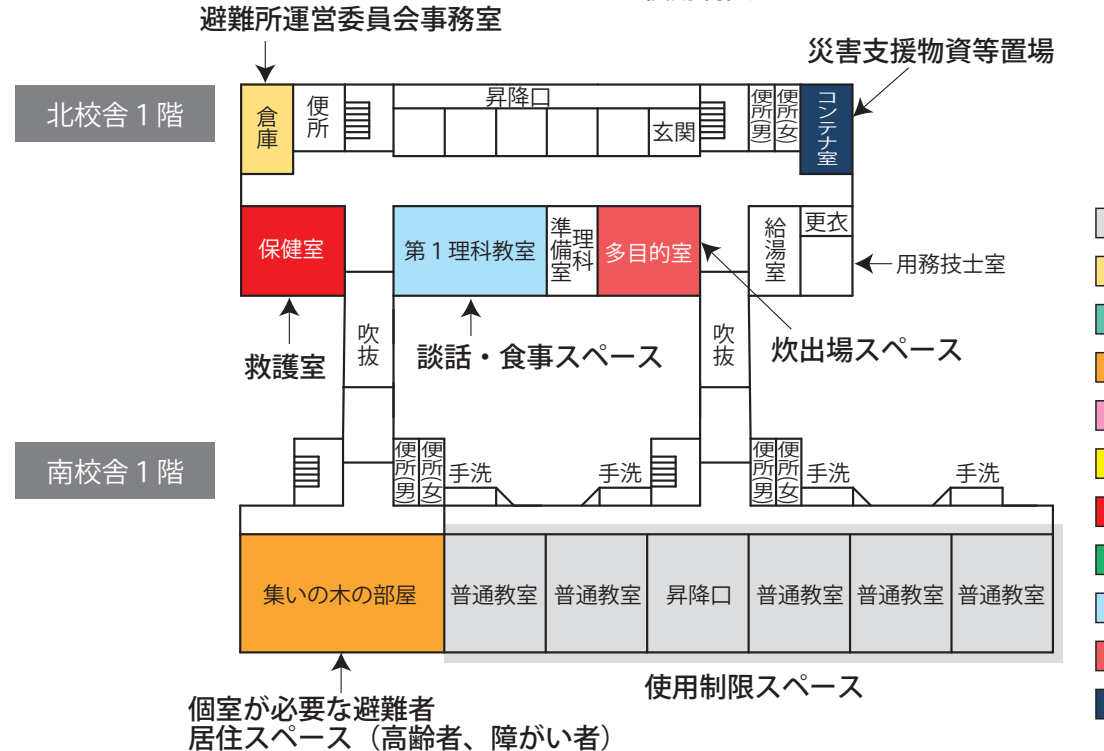 避難所運営委員会事務室
災害支援物資等置場
北校舎1階
倉庫
便所
昇降口
玄関
便所(男)
便所(女)
コンテナ室
保健室
第1理科教室
理科準備室
多目的室
給湯室
更衣
用務技士室
吹抜
吹抜
救護室
談話・食事スペース
炊出場スペース
南校舎1階
便所(男)
便所(女)
手洗
手洗
便所(男)
便所(女)
手洗
手洗
集いの木の部屋
普通教室
普通教室
昇降口
普通教室
普通教室
普通教室
使用制限スペース
個室が必要な避難者
居住スペース（高齢者、障がい者）